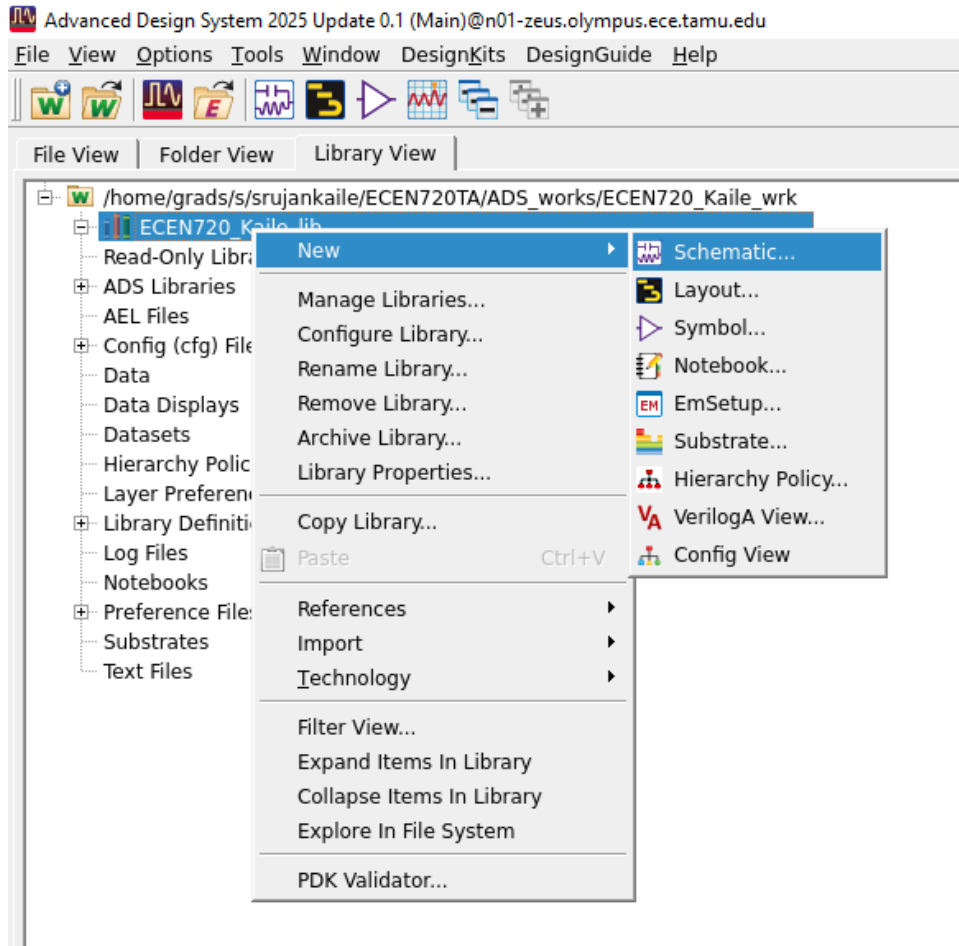 Advanced Design System 2025 Update 0.1 (Main)@n01-zeus.olympus.ece.tamu.edu
File View Options Tools Window DesignKits DesignGuide Help
File View Folder View Library View
/home/grads/s/srujankaile/ECEN720TA/ADS_works/ECEN720_Kaile_wrk
ECEN720_Kaile_lib
Read-Only Libra
ADS Libraries
AEL Files
Config (cfg) File
Data
Data Displays
Datasets
Hierarchy Polic
Layer Preferen
Library Definiti
Log Files
Notebooks
Preference Files
Substrates
Text Files
New
Manage Libraries...
Configure Library...
Rename Library...
Remove Library...
Archive Library...
Library Properties...
Copy Library...
Paste Ctrl+V
References
Import
Technology
Filter View...
Expand Items In Library
Collapse Items In Library
Explore In File System
PDK Validator...
Schematic...
Layout...
Symbol...
Notebook...
EM EmSetup...
Substrate...
Hierarchy Policy...
VA VerilogA View...
Config View